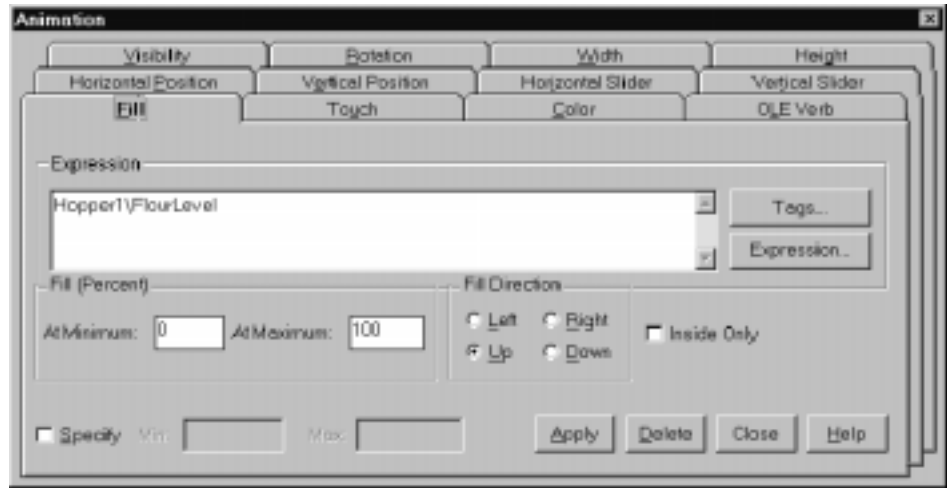 Animation
Visibility Rotation Width Height
Horizontal Position Vertical Position Horizontal Slider Vertical Slider
Fill Touch Color OLE Verb
Expression
Hopper1\FlourLevel
Tags...
Expression...
Fill (Percent) Fill Direction
At Minimum: 0 At Maximum: 100
Left Right
Up Down
Inside Only
Specify Min: Max:
Apply Delete Close Help